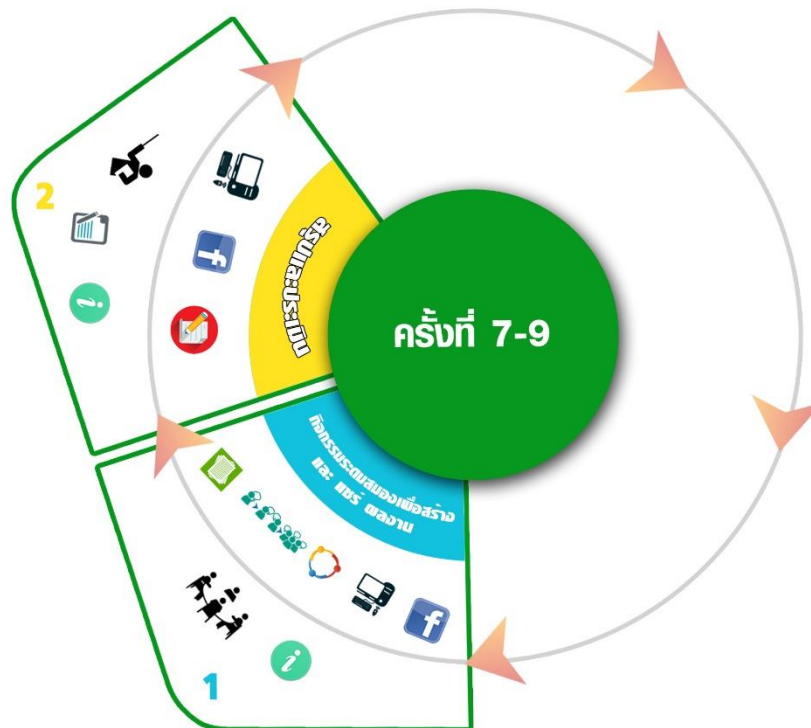 ครั้งที่ 7-9
1
กิจกรรมระดมสมองเพื่อสร้าง
และ แชร์ ผลงาน
2
สรุปและประเมิน